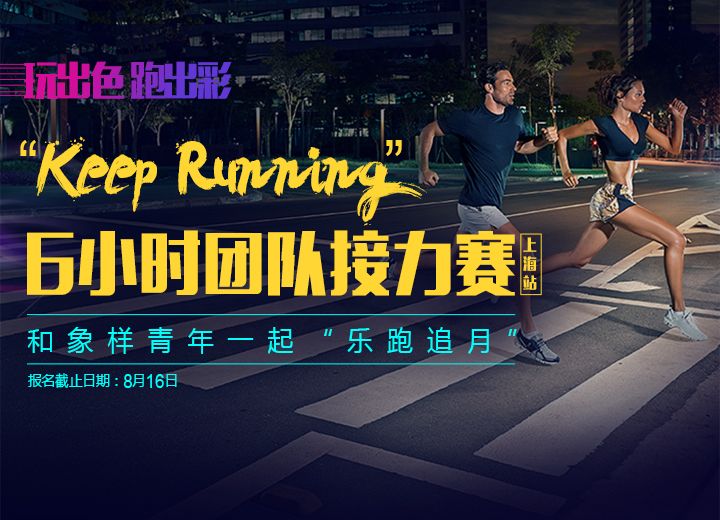 玩出色 跑出彩
“Keep Running”
6小时团队接力赛 上海站
和象样青年一起“乐跑追月”
报名截止日期：8月16日